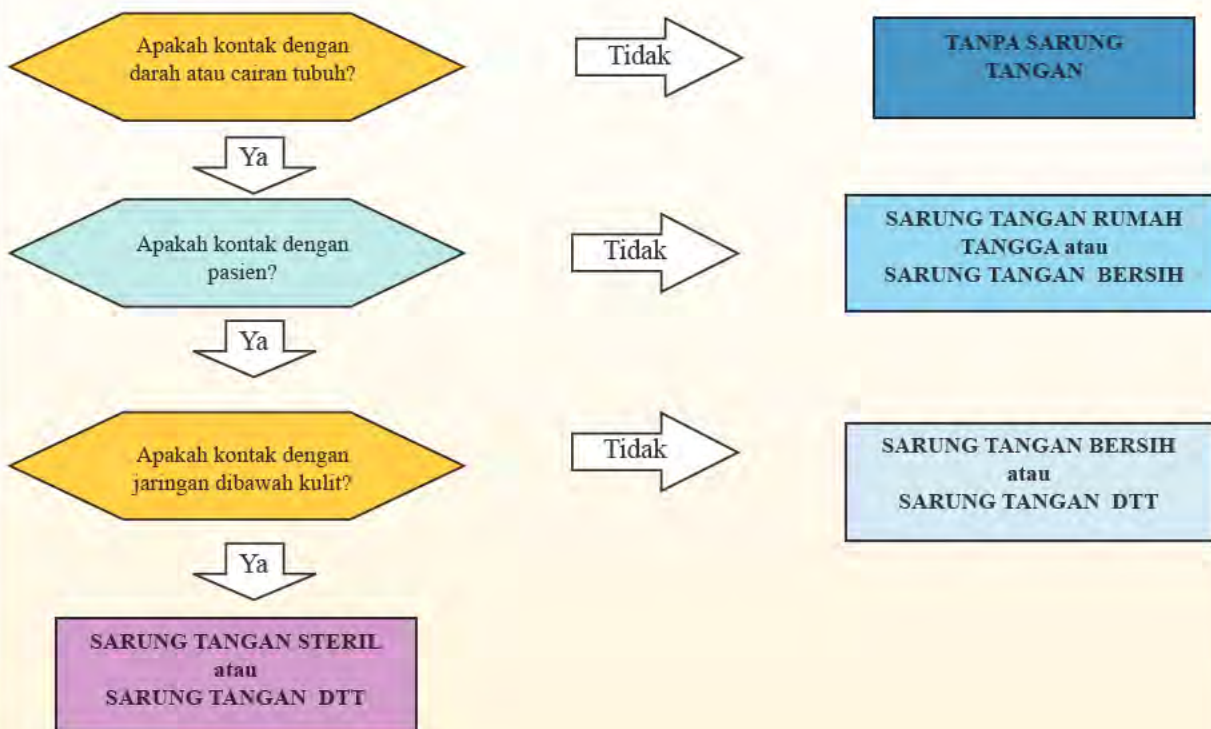 Apakah kontak dengan
darah atau cairan tubuh?
Tidak
TANPA SARUNG
TANGAN
Ya
Apakah kontak dengan
pasien?
Tidak
SARUNG TANGAN RUMAH
TANGGA atau
SARUNG TANGAN BERSIH
Ya
Apakah kontak dengan
jaringan dibawah kulit?
Tidak
SARUNG TANGAN BERSIH
atau
SARUNG TANGAN DTT
Ya
SARUNG TANGAN STERIL
atau
SARUNG TANGAN DTT